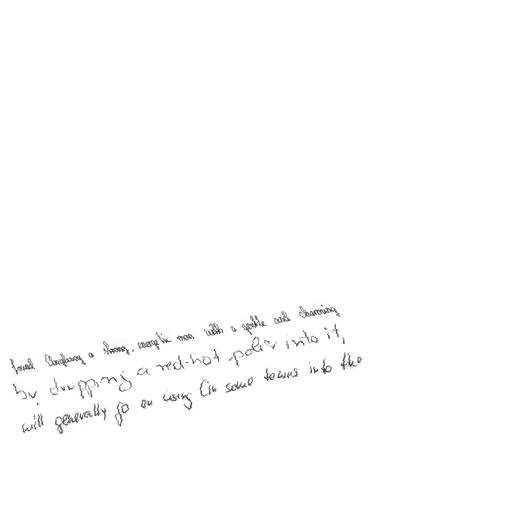 found Conghway a strong, energetic man with a gentle and charming
by dropping a red-hot poker into it,
will generally go on using (in some towns into the